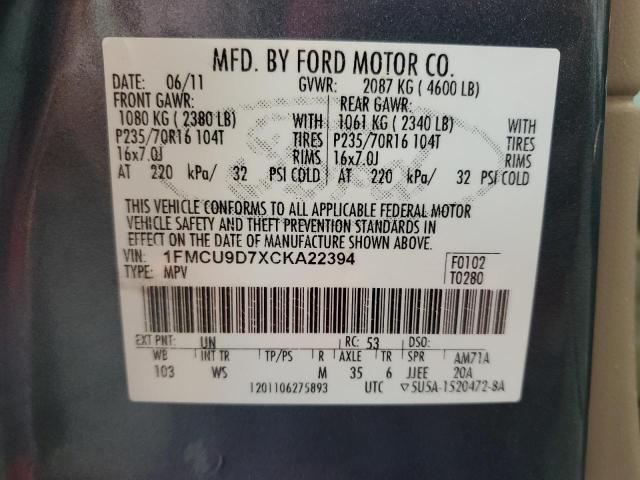 MFD. BY FORD MOTOR CO.
DATE: 06/11 GVWR: 2087 KG ( 4600 LB)
FRONT GAWR: REAR GAWR:
1080 KG ( 2380 LB) WITH 1061 KG ( 2340 LB) WITH
P235/70R16 104T TIRES P235/70R16 104T TIRES
16x7.0J RIMS 16x7.0J RIMS
AT 220 kPa/ 32 PSI COLD AT 220 kPa/ 32 PSI COLD
THIS VEHICLE CONFORMS TO ALL APPLICABLE FEDERAL MOTOR
VEHICLE SAFETY AND THEFT PREVENTION STANDARDS IN
EFFECT ON THE DATE OF MANUFACTURE SHOWN ABOVE.
VIN: 1FMCU9D7XCKA22394 F0102
TYPE: MPV T0280
EXT PNT: UN RC: 53 DSO:
WB INT TR TP/PS R AXLE TR SPR AM71A
103 WS M 35 6 JJEE 20A
1201106275893 UTC ▽5U5A-1520472-8A